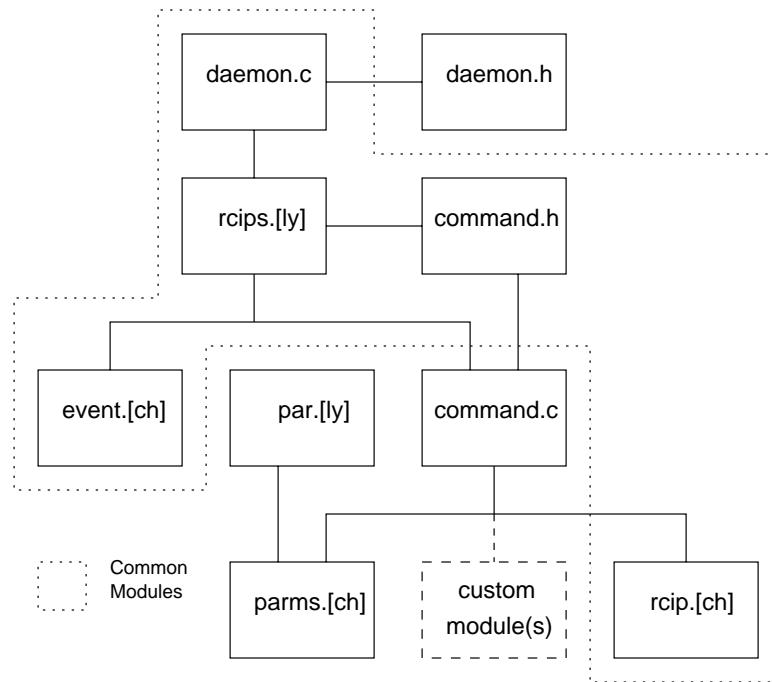 daemon.c
daemon.h
rcips.[ly]
command.h
event.[ch]
par.[ly]
command.c
Common
Modules
parms.[ch]
custom
module(s)
rcip.[ch]